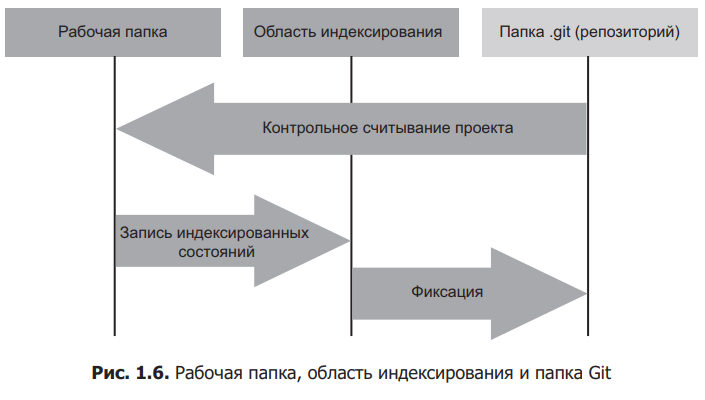 Рабочая папка
Область индексирования
Папка .git (репозиторий)
Контрольное считывание проекта
Запись индексированных
состояний
Фиксация
Рис. 1.6. Рабочая папка, область индексирования и папка Git